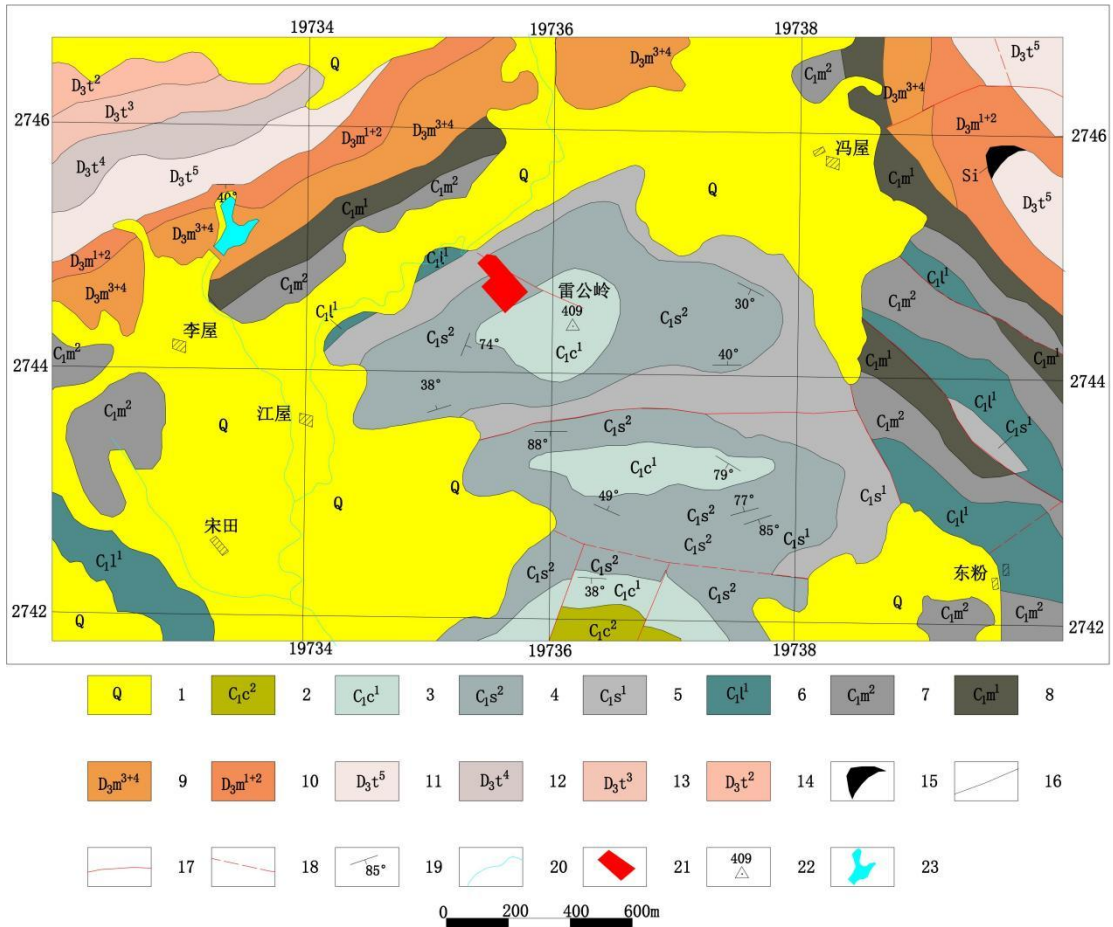 19734 19736 19738
Q
D₃t²
D₃m³⁺⁴
C₁m²
D₃m³⁺⁴
D₃t⁵
D₃t³
2746 2746
D₃m¹⁺²
D₃m³⁺⁴
D₃m¹⁺²
冯屋
D₃t⁴
D₃t⁵
C₁m²
Q
Q
C₁m¹
Si
D₃t⁵
40°
C₁m¹
D₃m³⁺⁴
D₃m¹⁺²
C₁l¹
C₁l¹
C₁m²
C₁m²
D₃m³⁺⁴
雷公岭
30°
C₁l¹
409
李屋
C₁s²
74°
C₁s²
C₁c¹
40°
C₁m²
C₁m¹
C₁m¹
2744 2744
38°
C₁l¹
C₁m²
江屋
Q
C₁s²
C₁m²
C₁s¹
88°
C₁c¹
79°
Q
49°
77°
C₁s¹
Q
C₁s²
85°
C₁s¹
C₁l¹
宋田
C₁s²
C₁l¹
C₁s²
C₁s²
C₁s²
东粉
38°
C₁c¹
Q
C₁m²
C₁m²
2742 2742
Q
C₁c²
19734 19736 19738
Q 1 C₁c² 2 C₁c¹ 3 C₁s² 4 C₁s¹ 5 C₁l¹ 6 C₁m² 7 C₁m¹ 8
D₃m³⁺⁴ 9 D₃m¹⁺² 10 D₃t⁵ 11 D₃t⁴ 12 D₃t³ 13 D₃t² 14 15 16
17 18 85° 19 20 21 409 22 23
0 200 400 600m